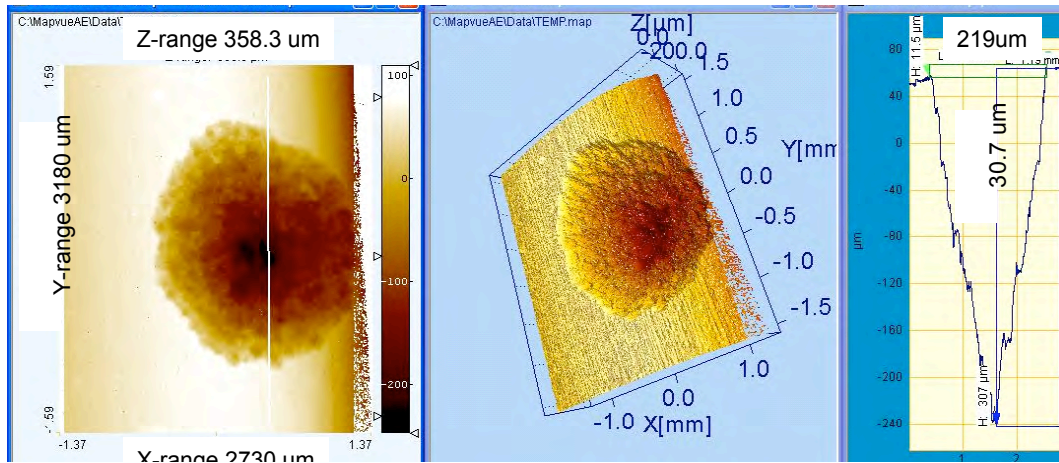 C:\MapvueAE\Data\T
Z-range 358.3 um
1.59
Y-range 3180 um
-1.59
-1.37
1.37
X-range 2730 um
100
0
-100
-200
C:\MapvueAE\Data\TEMP.map
Z[µm]
0.0
-200.0
1.5
1.0
0.5
Y[mm
0.0
-0.5
-1.0
-1.5
1.0
0.0
-1.0
X[mm]
219um
H: 11.5 µm
L
80
40
0
-40
-80
-120
-160
-200
-240
µm
30.7 um
H: 307 µm
1
2